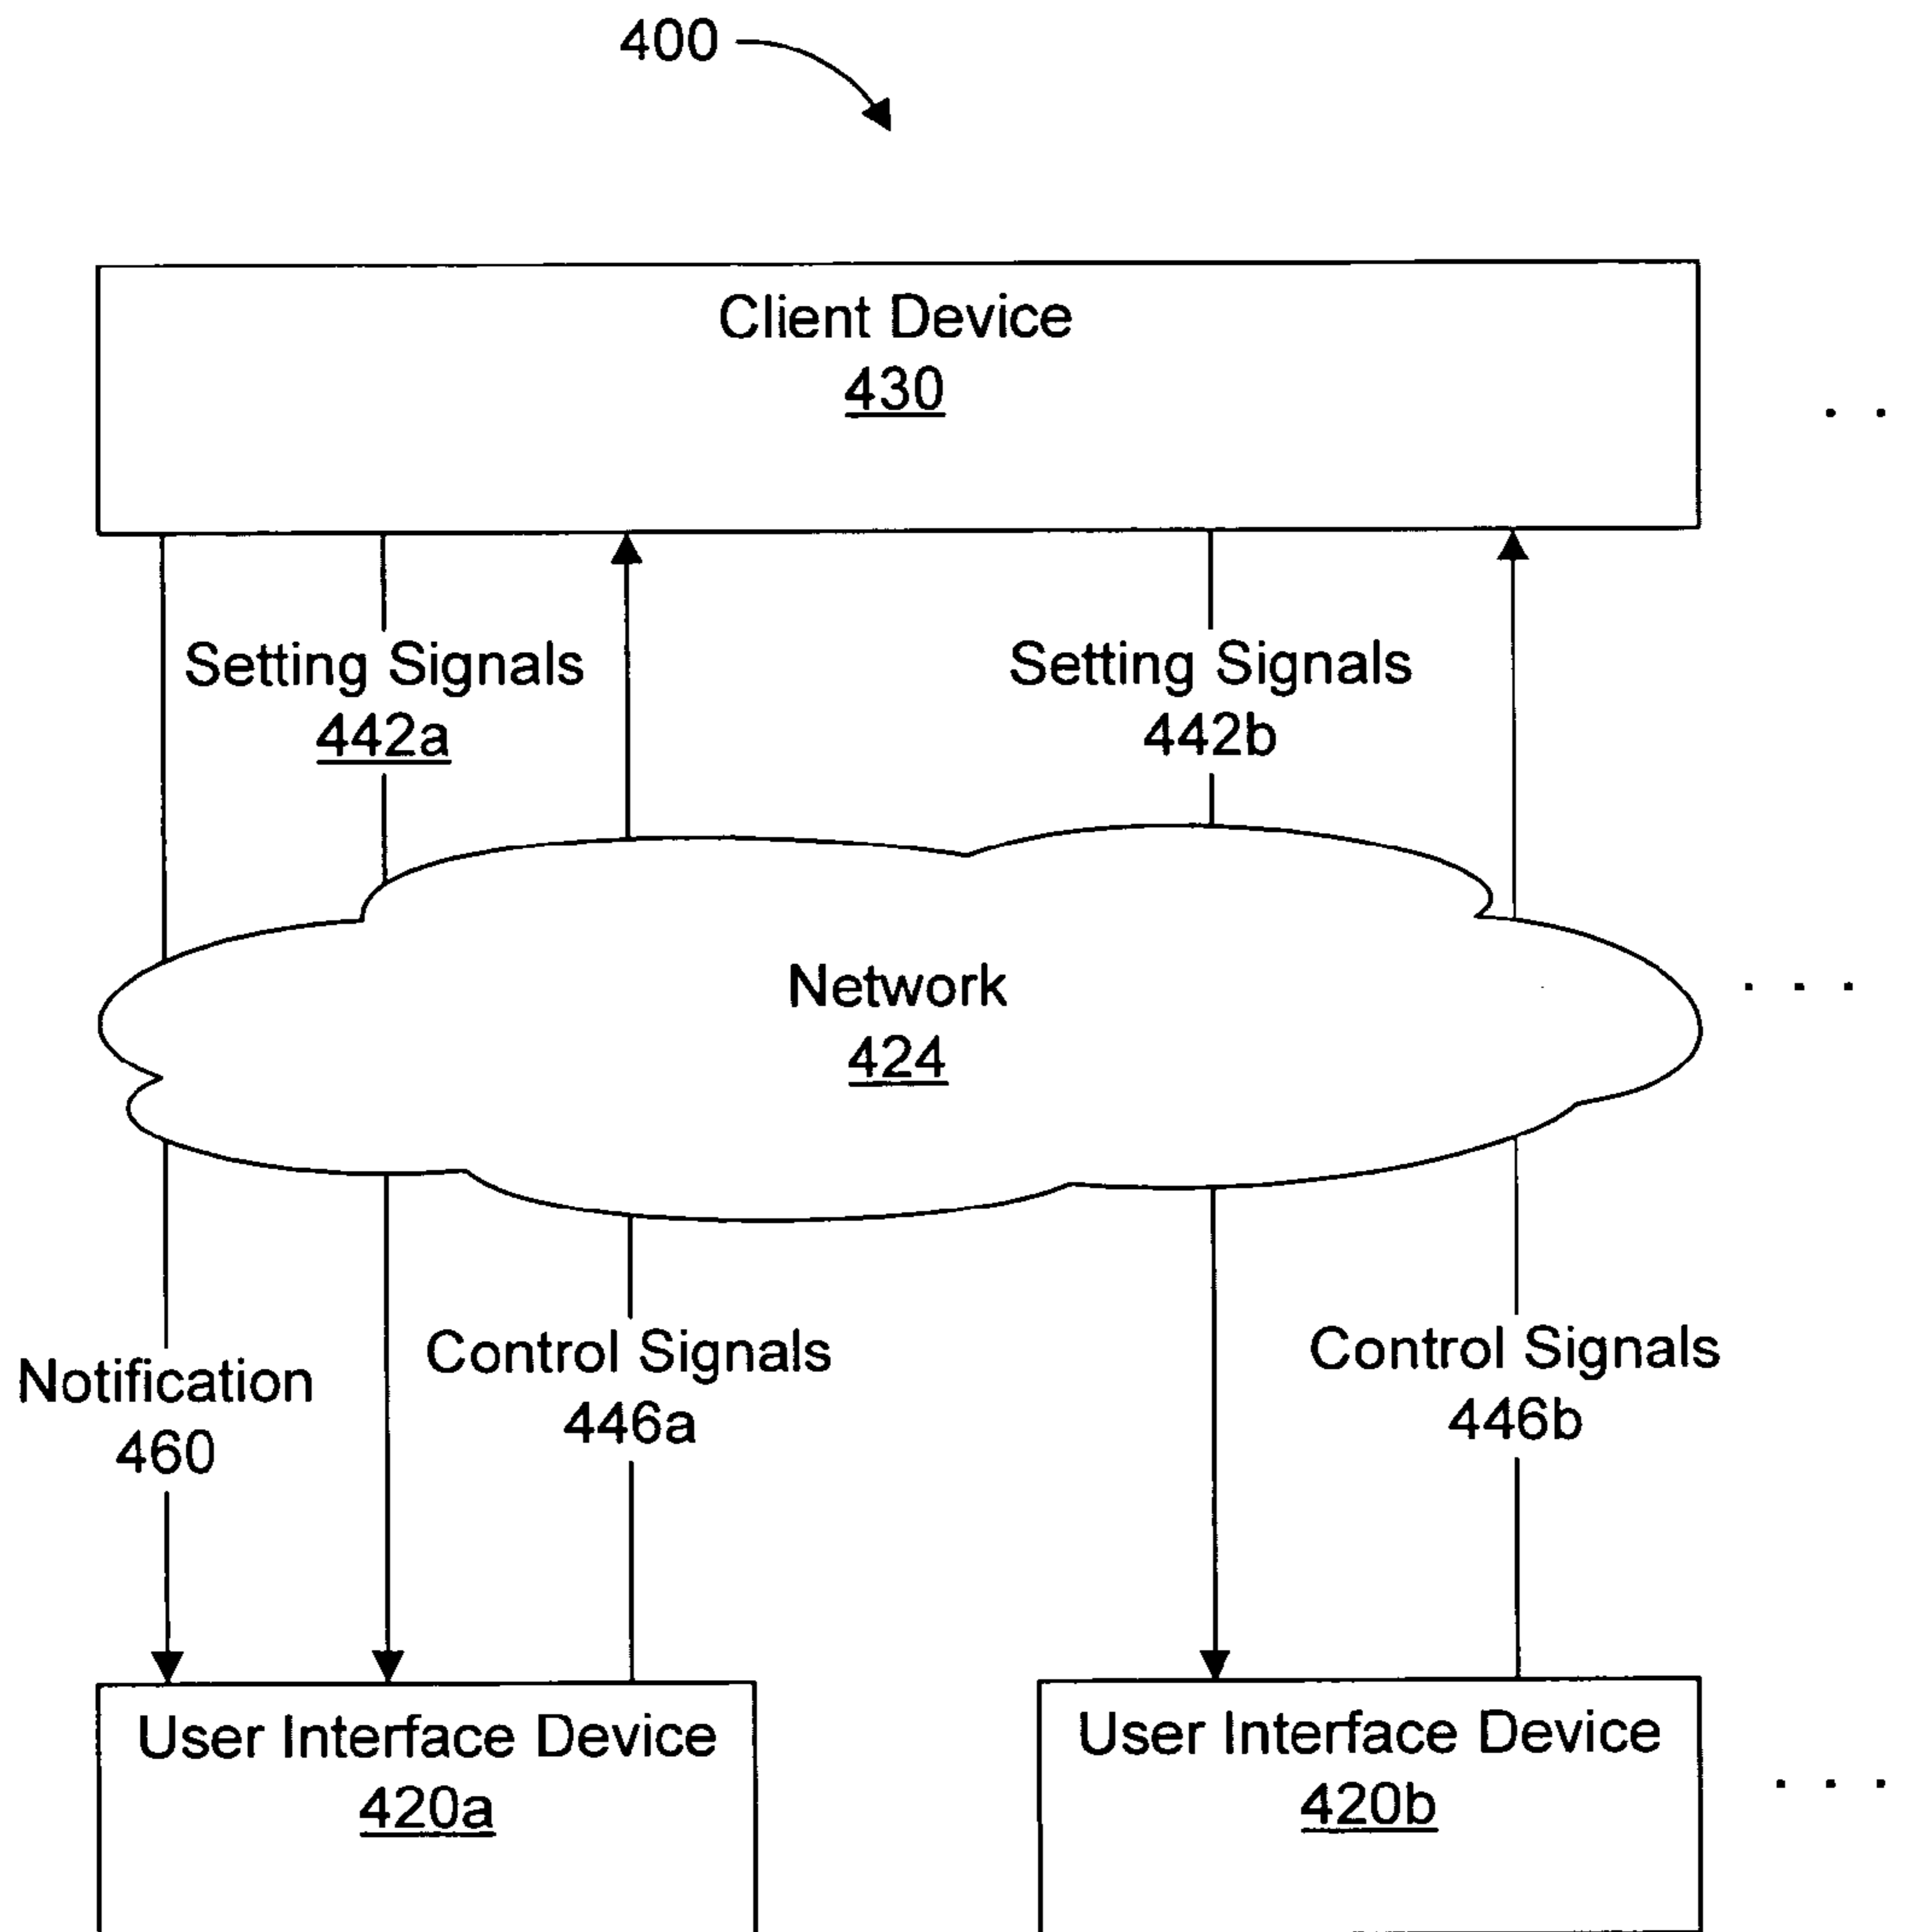 400
Client Device
430
. .
Setting Signals
442a
Setting Signals
442b
Network
424
. . .
Notification
460
Control Signals
446a
Control Signals
446b
User Interface Device
420a
User Interface Device
420b
. . .